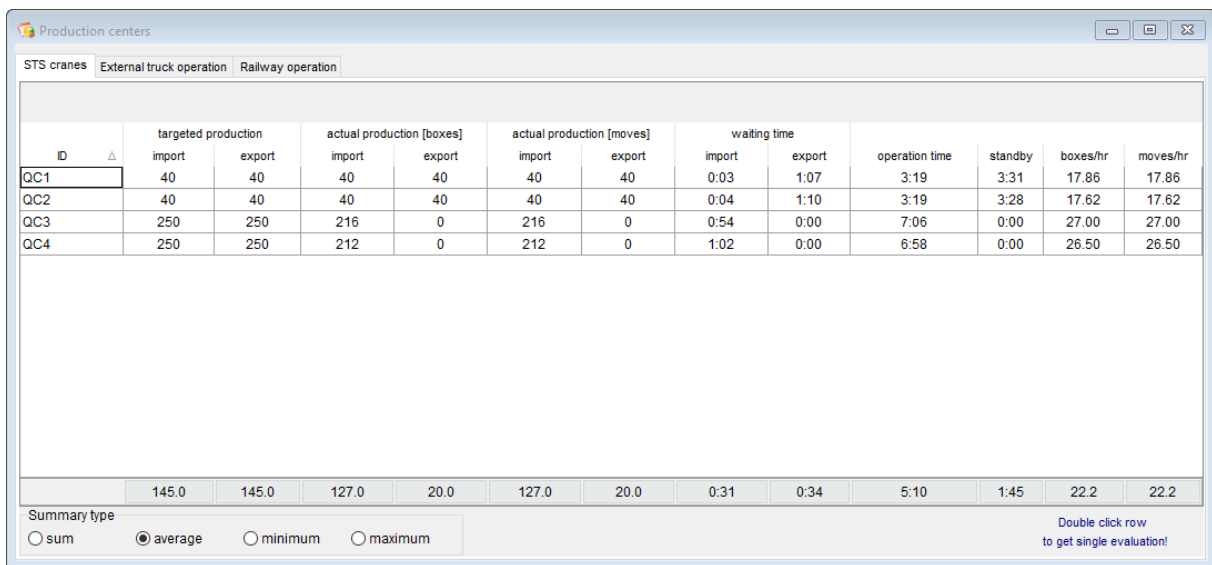 Production centers
STS cranes External truck operation Railway operation
targeted production actual production [boxes] actual production [moves] waiting time
ID import export import export import export import export operation time standby boxes/hr moves/hr
QC1 40 40 40 40 40 40 0:03 1:07 3:19 3:31 17.86 17.86
QC2 40 40 40 40 40 40 0:04 1:10 3:19 3:28 17.62 17.62
QC3 250 250 216 0 216 0 0:54 0:00 7:06 0:00 27.00 27.00
QC4 250 250 212 0 212 0 1:02 0:00 6:58 0:00 26.50 26.50
145.0 145.0 127.0 20.0 127.0 20.0 0:31 0:34 5:10 1:45 22.2 22.2
Summary type
sum average minimum maximum
Double click row
to get single evaluation!